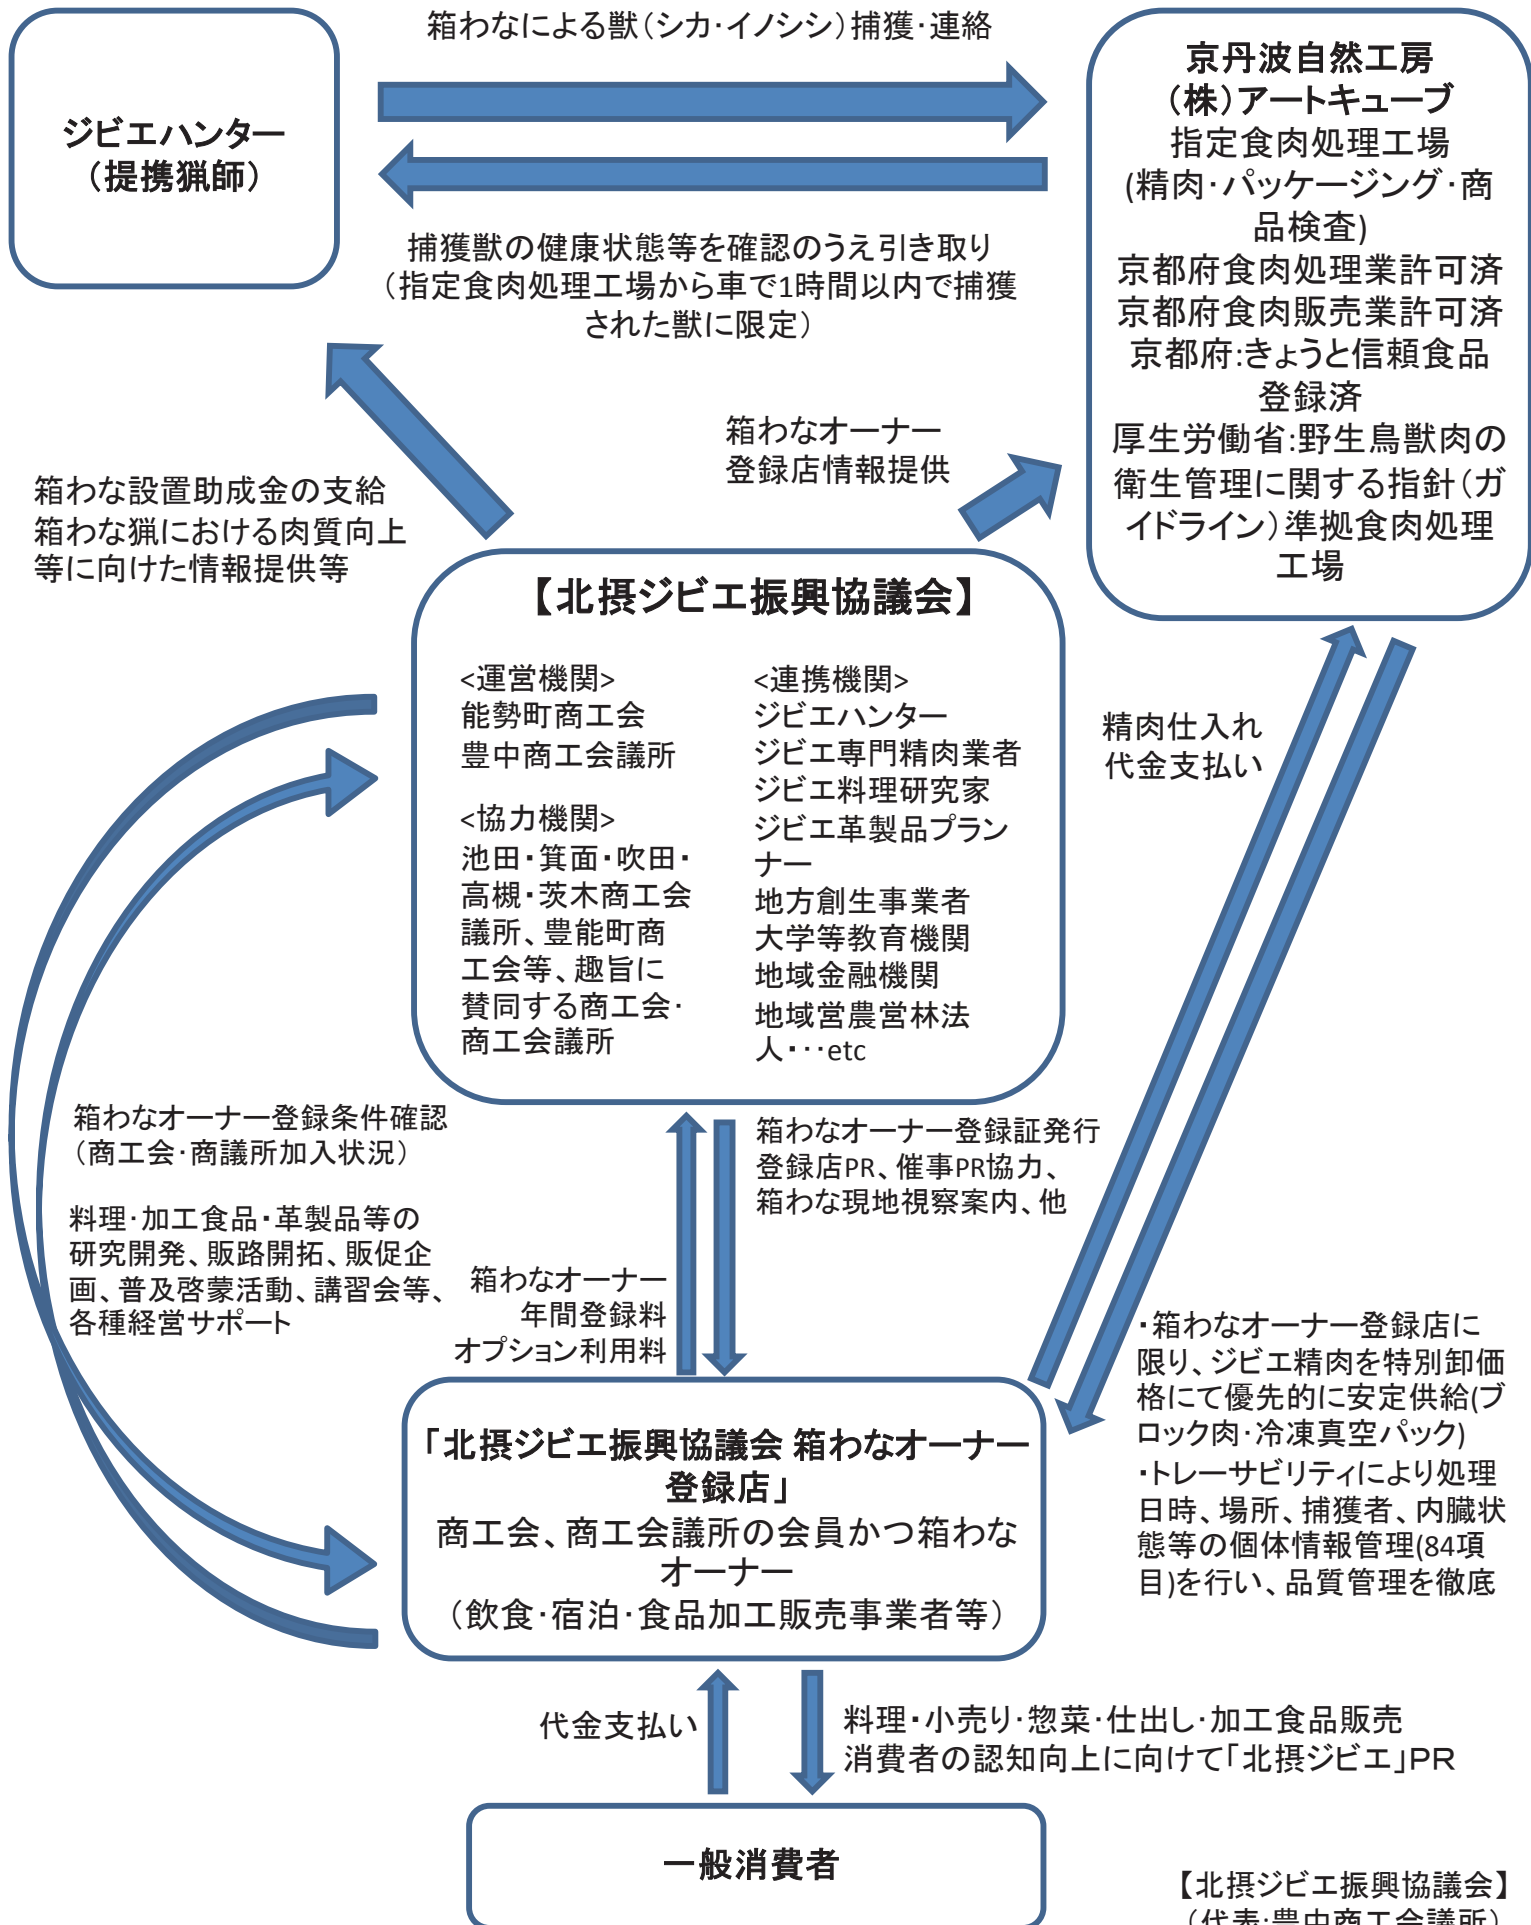 箱わなによる獣（シカ・イノシシ）捕獲・連絡
ジビエハンター
（提携猟師）
京丹波自然工房
（株）アートキューブ
指定食肉処理工場
(精肉・パッケージング・商
品検査)
京都府食肉処理業許可済
京都府食肉販売業許可済
京都府:きょうと信頼食品
登録済
厚生労働省:野生鳥獣肉の
衛生管理に関する指針（ガ
イドライン）準拠食肉処理
工場
捕獲獣の健康状態等を確認のうえ引き取り
（指定食肉処理工場から車で1時間以内で捕獲
された獣に限定）
箱わなオーナー
登録店情報提供
箱わな設置助成金の支給
箱わな猟における肉質向上
等に向けた情報提供等
【北摂ジビエ振興協議会】
<運営機関>
能勢町商工会
豊中商工会議所
<協力機関>
池田・箕面・吹田・
高槻・茨木商工会
議所、豊能町商
工会等、趣旨に
賛同する商工会・
商工会議所
<連携機関>
ジビエハンター
ジビエ専門精肉業者
ジビエ料理研究家
ジビエ革製品プラン
ナー
地方創生事業者
大学等教育機関
地域金融機関
地域営農営林法
人・・・etc
精肉仕入れ
代金支払い
箱わなオーナー登録条件確認
（商工会・商議所加入状況）
料理・加工食品・革製品等の
研究開発、販路開拓、販促企
画、普及啓蒙活動、講習会等、
各種経営サポート
箱わなオーナー登録証発行
登録店PR、催事PR協力、
箱わな現地視察案内、他
箱わなオーナー
年間登録料
オプション利用料
・箱わなオーナー登録店に
限り、ジビエ精肉を特別卸価
格にて優先的に安定供給(ブ
ロック肉・冷凍真空パック)
・トレーサビリティにより処理
日時、場所、捕獲者、内臓状
態等の個体情報管理(84項
目)を行い、品質管理を徹底
「北摂ジビエ振興協議会 箱わなオーナー
登録店」
商工会、商工会議所の会員かつ箱わな
オーナー
（飲食・宿泊・食品加工販売事業者等）
代金支払い
料理・小売り・惣菜・仕出し・加工食品販売
消費者の認知向上に向けて「北摂ジビエ」PR
一般消費者
【北摂ジビエ振興協議会】
（代表:豊中商工会議所）